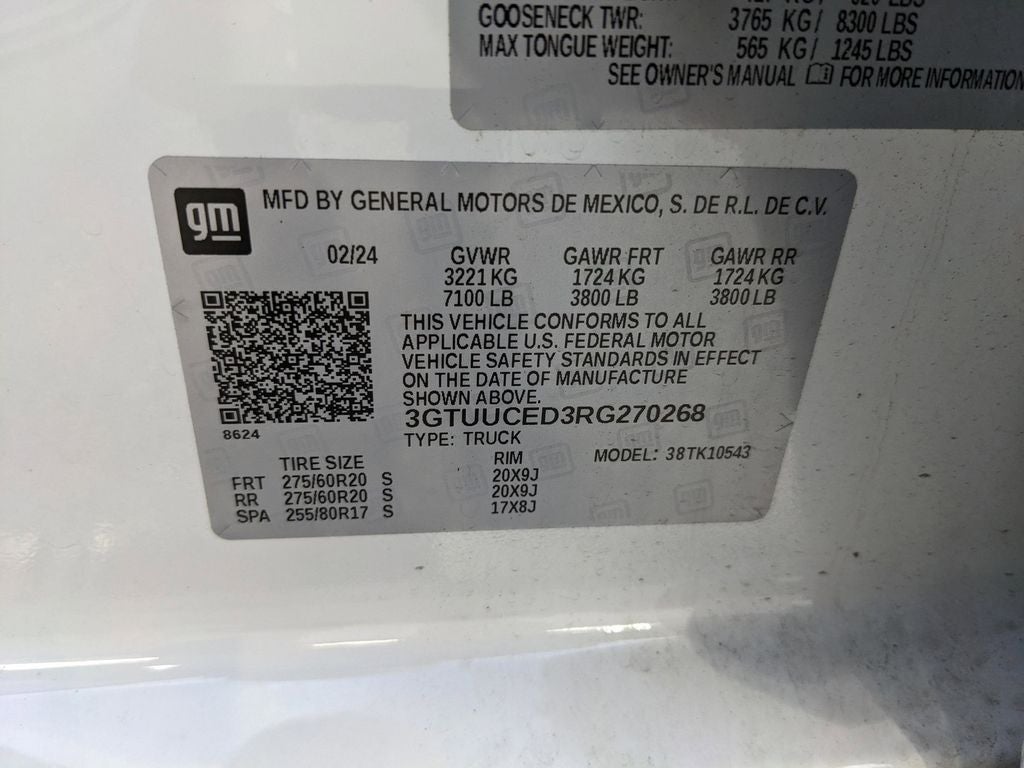 GOOSENECK TWR: 3765 KG/ 8300 LBS
MAX TONGUE WEIGHT: 565 KG/ 1245 LBS
SEE OWNER'S MANUAL FOR MORE INFORMATION
gm MFD BY GENERAL MOTORS DE MEXICO, S. DE R.L. DE C.V.
02/24 GVWR GAWR FRT GAWR RR
3221 KG 1724 KG 1724 KG
7100 LB 3800 LB 3800 LB
THIS VEHICLE CONFORMS TO ALL
APPLICABLE U.S. FEDERAL MOTOR
VEHICLE SAFETY STANDARDS IN EFFECT
ON THE DATE OF MANUFACTURE
SHOWN ABOVE.
3GTUUCED3RG270268
8624
TYPE: TRUCK MODEL: 38TK10543
TIRE SIZE RIM
FRT 275/60R20 S 20X9J
RR 275/60R20 S 20X9J
SPA 255/80R17 S 17X8J